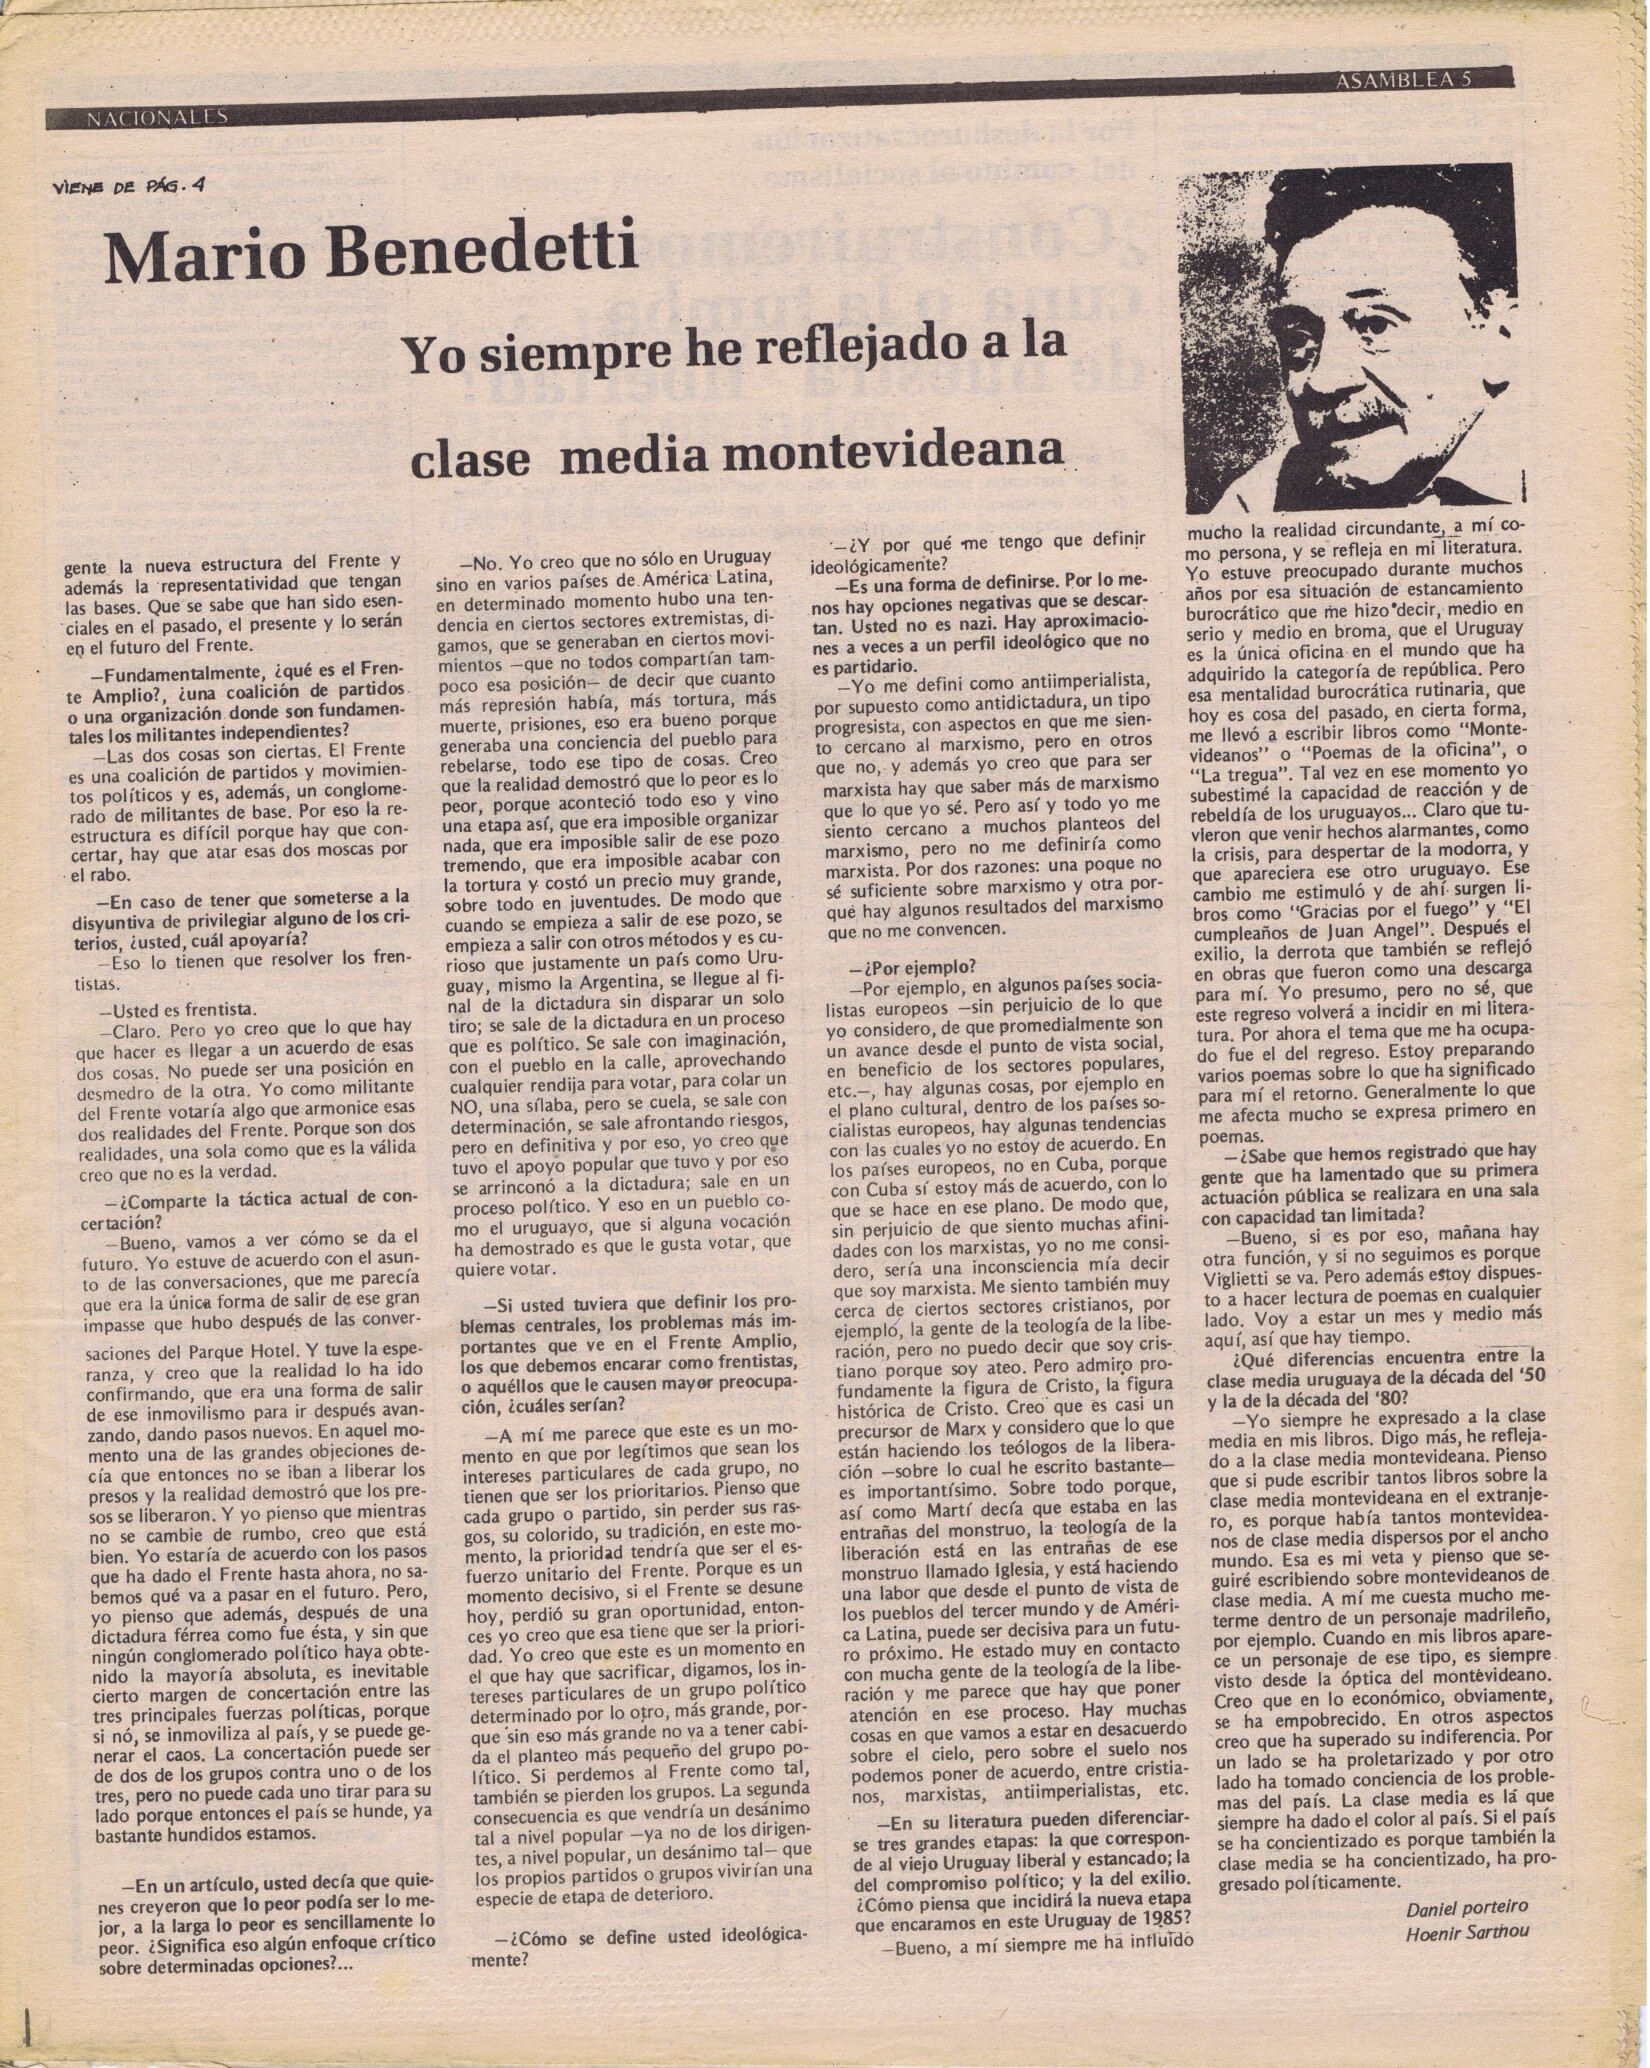 NACIONALES
ASAMBLEA 5
VIENE DE PÁG. 4
Mario Benedetti
Yo siempre he reflejado a la
clase media montevideana
gente la nueva estructura del Frente y
además la representatividad que tengan
las bases. Que se sabe que han sido esen-
ciales en el pasado, el presente y lo serán
en el futuro del Frente.
—Fundamentalmente, ¿qué es el Fren-
te Amplio?, ¿una coalición de partidos
o una organización donde son fundamen-
tales los militantes independientes?
—Las dos cosas son ciertas. El Frente
es una coalición de partidos y movimien-
tos políticos y es, además, un conglome-
rado de militantes de base. Por eso la re-
estructura es difícil porque hay que con-
certar, hay que atar esas dos moscas por
el rabo.
—En caso de tener que someterse a la
disyuntiva de privilegiar alguno de los cri-
terios, ¿usted, cuál apoyaría?
—Eso lo tienen que resolver los fren-
tistas.
—Usted es frentista.
—Claro. Pero yo creo que lo que hay
que hacer es llegar a un acuerdo de esas
dos cosas. No puede ser una posición en
desmedro de la otra. Yo como militante
del Frente votaría algo que armonice esas
dos realidades del Frente. Porque son dos
realidades, una sola como que es la válida
creo que no es la verdad.
—¿Comparte la táctica actual de con-
certación?
—Bueno, vamos a ver cómo se da el
futuro. Yo estuve de acuerdo con el asun-
to de las conversaciones, que me parecía
que era la única forma de salir de ese gran
impasse que hubo después de las conver-
saciones del Parque Hotel. Y tuve la espe-
ranza, y creo que la realidad lo ha ido
confirmando, que era una forma de salir
de ese inmovilismo para ir después avan-
zando, dando pasos nuevos. En aquel mo-
mento una de las grandes objeciones de-
cía que entonces no se iban a liberar los
presos y la realidad demostró que los pre-
sos se liberaron. Y yo pienso que mientras
no se cambie de rumbo, creo que está
bien. Yo estaría de acuerdo con los pasos
que ha dado el Frente hasta ahora, no sa-
bemos qué va a pasar en el futuro. Pero,
yo pienso que además, después de una
dictadura férrea como fue ésta, y sin que
ningún conglomerado político haya obte-
nido la mayoría absoluta, es inevitable
cierto margen de concertación entre las
tres principales fuerzas políticas, porque
si nó, se inmoviliza al país, y se puede ge-
nerar el caos. La concertación puede ser
de dos de los grupos contra uno o de los
tres, pero no puede cada uno tirar para su
lado porque entonces el país se hunde, ya
bastante hundidos estamos.
—En un artículo, usted decía que quie-
nes creyeron que lo peor podía ser lo me-
jor, a la larga lo peor es sencillamente lo
peor. ¿Significa eso algún enfoque crítico
sobre determinadas opciones?...
—No. Yo creo que no sólo en Uruguay
sino en varios países de América Latina,
en determinado momento hubo una ten-
dencia en ciertos sectores extremistas, di-
gamos, que se generaban en ciertos movi-
mientos —que no todos compartían tam-
poco esa posición— de decir que cuanto
más represión había, más tortura, más
muerte, prisiones, eso era bueno porque
generaba una conciencia del pueblo para
rebelarse, todo ese tipo de cosas. Creo
que la realidad demostró que lo peor es lo
peor, porque aconteció todo eso y vino
una etapa así, que era imposible organizar
nada, que era imposible salir de ese pozo
tremendo, que era imposible acabar con
la tortura y costó un precio muy grande,
sobre todo en juventudes. De modo que
cuando se empieza a salir de ese pozo, se
empieza a salir con otros métodos y es cu-
rioso que justamente un país como Uru-
guay, mismo la Argentina, se llegue al fi-
nal de la dictadura sin disparar un solo
tiro; se sale de la dictadura en un proceso
que es político. Se sale con imaginación,
con el pueblo en la calle, aprovechando
cualquier rendija para votar, para colar un
NO, una sílaba, pero se cuela, se sale con
determinación, se sale afrontando riesgos,
pero en definitiva y por eso, yo creo que
tuvo el apoyo popular que tuvo y por eso
se arrinconó a la dictadura; sale en un
proceso político. Y eso en un pueblo co-
mo el uruguayo, que si alguna vocación
ha demostrado es que le gusta votar, que
quiere votar.
—Si usted tuviera que definir los pro-
blemas centrales, los problemas más im-
portantes que ve en el Frente Amplio,
los que debemos encarar como frentistas,
o aquéllos que le causen mayor preocupa-
ción, ¿cuáles serían?
—A mí me parece que este es un mo-
mento en que por legítimos que sean los
intereses particulares de cada grupo, no
tienen que ser los prioritarios. Pienso que
cada grupo o partido, sin perder sus ras-
gos, su colorido, su tradición, en este mo-
mento, la prioridad tendría que ser el es-
fuerzo unitario del Frente. Porque es un
momento decisivo, si el Frente se desune
hoy, perdió su gran oportunidad, enton-
ces yo creo que esa tiene que ser la priori-
dad. Yo creo que este es un momento en
el que hay que sacrificar, digamos, los in-
tereses particulares de un grupo político
determinado por lo otro, más grande, por-
que sin eso más grande no va a tener cabi-
da el planteo más pequeño del grupo po-
lítico. Si perdemos al Frente como tal,
también se pierden los grupos. La segunda
consecuencia es que vendría un desánimo
tal a nivel popular —ya no de los dirigen-
tes, a nivel popular, un desánimo tal— que
los propios partidos o grupos vivirían una
especie de etapa de deterioro.
—¿Cómo se define usted ideológica-
mente?
—¿Y por qué me tengo que definir
ideológicamente?
—Es una forma de definirse. Por lo me-
nos hay opciones negativas que se descar-
tan. Usted no es nazi. Hay aproximacio-
nes a veces a un perfil ideológico que no
es partidario.
—Yo me defini como antiimperialista,
por supuesto como antidictadura, un tipo
progresista, con aspectos en que me sien-
to cercano al marxismo, pero en otros
que no, y además yo creo que para ser
marxista hay que saber más de marxismo
que lo que yo sé. Pero así y todo yo me
siento cercano a muchos planteos del
marxismo, pero no me definiría como
marxista. Por dos razones: una poque no
sé suficiente sobre marxismo y otra por-
que hay algunos resultados del marxismo
que no me convencen.
—¿Por ejemplo?
—Por ejemplo, en algunos países socia-
listas europeos —sin perjuicio de lo que
yo considero, de que promedialmente son
un avance desde el punto de vista social,
en beneficio de los sectores populares,
etc.—, hay algunas cosas, por ejemplo en
el plano cultural, dentro de los países so-
cialistas europeos, hay algunas tendencias
con las cuales yo no estoy de acuerdo. En
los países europeos, no en Cuba, porque
con Cuba sí estoy más de acuerdo, con lo
que se hace en ese plano. De modo que,
sin perjuicio de que siento muchas afini-
dades con los marxistas, yo no me consi-
dero, sería una inconsciencia mía decir
que soy marxista. Me siento también muy
cerca de ciertos sectores cristianos, por
ejemplo, la gente de la teología de la libe-
ración, pero no puedo decir que soy cris-
tiano porque soy ateo. Pero admiro pro-
fundamente la figura de Cristo, la figura
histórica de Cristo. Creo que es casi un
precursor de Marx y considero que lo que
están haciendo los teólogos de la libera-
ción —sobre lo cual he escrito bastante—
es importantísimo. Sobre todo porque,
así como Martí decía que estaba en las
entrañas del monstruo, la teología de la
liberación está en las entrañas de ese
monstruo llamado Iglesia, y está haciendo
una labor que desde el punto de vista de
los pueblos del tercer mundo y de Améri-
ca Latina, puede ser decisiva para un futu-
ro próximo. He estado muy en contacto
con mucha gente de la teología de la libe-
ración y me parece que hay que poner
atención en ese proceso. Hay muchas
cosas en que vamos a estar en desacuerdo
sobre el cielo, pero sobre el suelo nos
podemos poner de acuerdo, entre cristia-
nos, marxistas, antiimperialistas, etc.
—En su literatura pueden diferenciar-
se tres grandes etapas: la que correspon-
de al viejo Uruguay liberal y estancado; la
del compromiso político; y la del exilio.
¿Cómo piensa que incidirá la nueva etapa
que encaramos en este Uruguay de 1985?
—Bueno, a mí siempre me ha influído
mucho la realidad circundante, a mí co-
mo persona, y se refleja en mi literatura.
Yo estuve preocupado durante muchos
años por esa situación de estancamiento
burocrático que me hizo decir, medio en
serio y medio en broma, que el Uruguay
es la única oficina en el mundo que ha
adquirido la categoría de república. Pero
esa mentalidad burocrática rutinaria, que
hoy es cosa del pasado, en cierta forma,
me llevó a escribir libros como "Monte-
videanos" o "Poemas de la oficina", o
"La tregua". Tal vez en ese momento yo
subestimé la capacidad de reacción y de
rebeldía de los uruguayos... Claro que tu-
vieron que venir hechos alarmantes, como
la crisis, para despertar de la modorra, y
que apareciera ese otro uruguayo. Ese
cambio me estimuló y de ahí surgen li-
bros como "Gracias por el fuego" y "El
cumpleaños de Juan Angel". Después el
exilio, la derrota que también se reflejó
en obras que fueron como una descarga
para mí. Yo presumo, pero no sé, que
este regreso volverá a incidir en mi litera-
tura. Por ahora el tema que me ha ocupa-
do fue el del regreso. Estoy preparando
varios poemas sobre lo que ha significado
para mí el retorno. Generalmente lo que
me afecta mucho se expresa primero en
poemas.
—¿Sabe que hemos registrado que hay
gente que ha lamentado que su primera
actuación pública se realizara en una sala
con capacidad tan limitada?
—Bueno, si es por eso, mañana hay
otra función, y si no seguimos es porque
Viglietti se va. Pero además estoy dispues-
to a hacer lectura de poemas en cualquier
lado. Voy a estar un mes y medio más
aquí, así que hay tiempo.
¿Qué diferencias encuentra entre la
clase media uruguaya de la década del '50
y la de la década del '80?
—Yo siempre he expresado a la clase
media en mis libros. Digo más, he refleja-
do a la clase media montevideana. Pienso
que si pude escribir tantos libros sobre la
clase media montevideana en el extranje-
ro, es porque había tantos montevidea-
nos de clase media dispersos por el ancho
mundo. Esa es mi veta y pienso que se-
guiré escribiendo sobre montevideanos de
clase media. A mí me cuesta mucho me-
terme dentro de un personaje madrileño,
por ejemplo. Cuando en mis libros apare-
ce un personaje de ese tipo, es siempre
visto desde la óptica del montevideano.
Creo que en lo económico, obviamente,
se ha empobrecido. En otros aspectos
creo que ha superado su indiferencia. Por
un lado se ha proletarizado y por otro
lado ha tomado conciencia de los proble-
mas del país. La clase media es la que
siempre ha dado el color al país. Si el país
se ha concientizado es porque también la
clase media se ha concientizado, ha pro-
gresado políticamente.
Daniel porteiro
Hoenir Sarthou